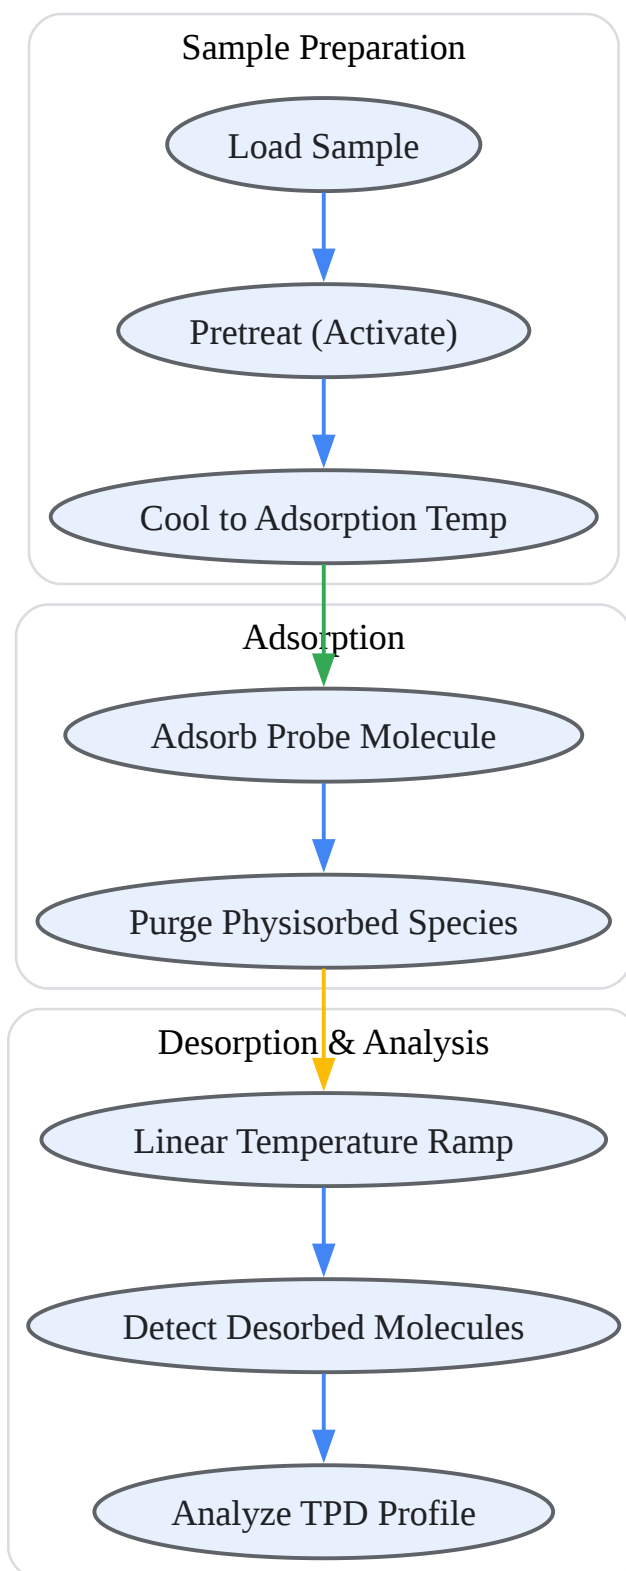 Sample Preparation
Load Sample
Pretreat (Activate)
Cool to Adsorption Temp
Adsorption
Adsorb Probe Molecule
Purge Physisorbed Species
Desorption & Analysis
Linear Temperature Ramp
Detect Desorbed Molecules
Analyze TPD Profile